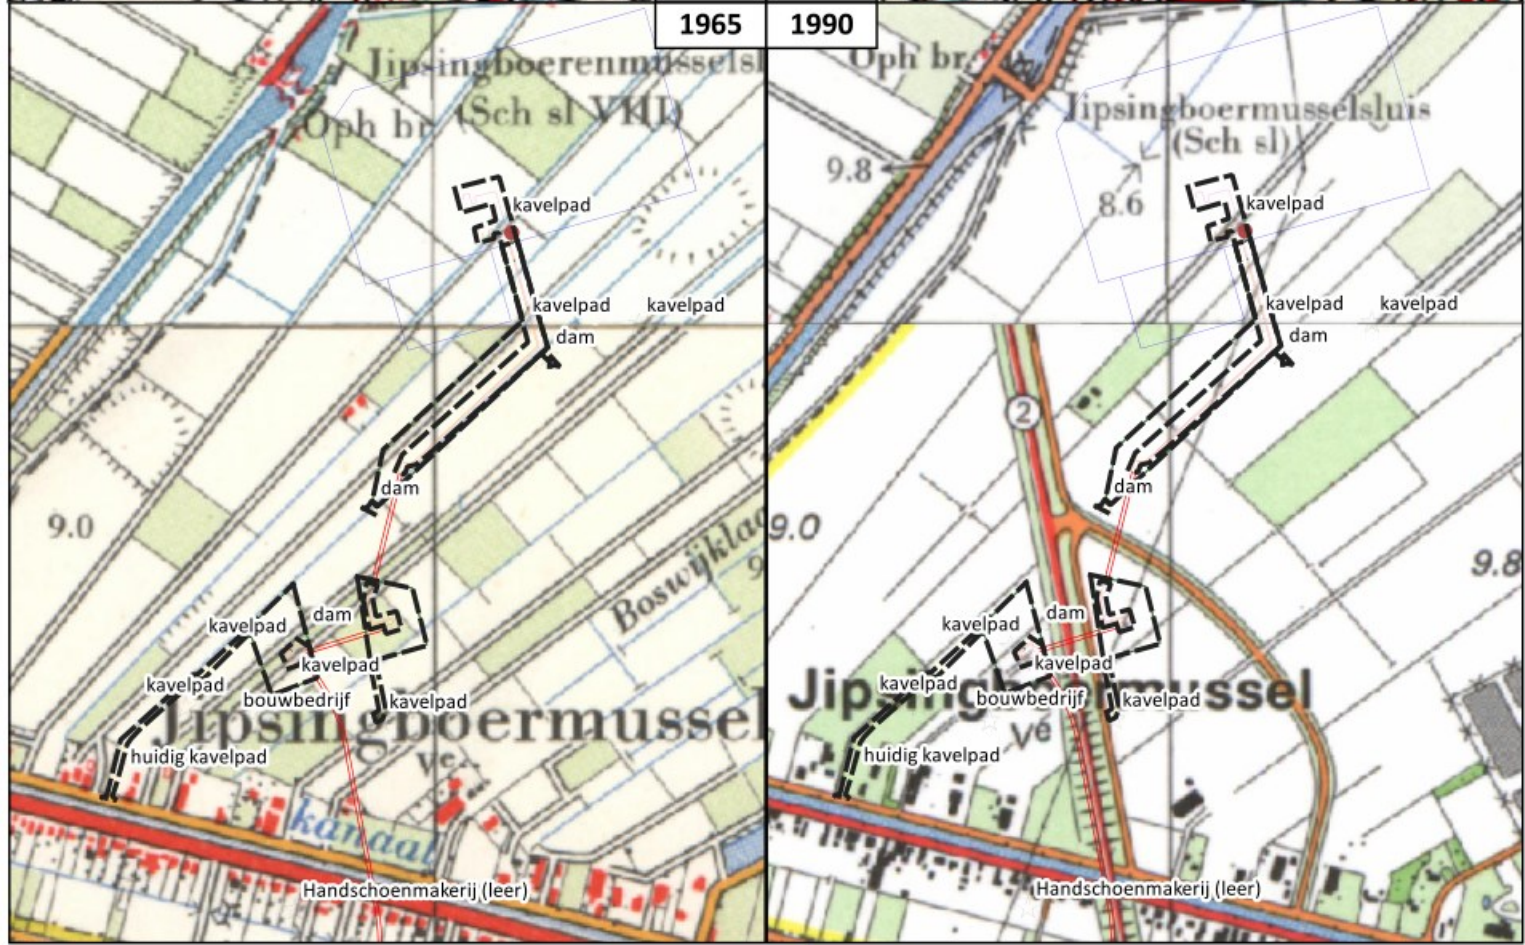 1965
1990
Jipsingboerenmussels
(Sch sl VIII)
Oph br
kavelpad
kavelpad
kavelpad
dam
dam
9.0
Boswijklaa
9
dam
kavelpad
kavelpad
kavelpad
bouwbedrijf
kavelpad
Jipsingboermussel
Ve
huidig kavelpad
kanaal
Handschoenmakerij (leer)
Oph br
Jipsingboermusselsluis
(Sch sl)
9.8
8.6
kavelpad
kavelpad
kavelpad
dam
2
dam
9.0
9.8
dam
kavelpad
kavelpad
kavelpad
bouwbedrijf
kavelpad
Jipsingboermussel
Ve
huidig kavelpad
Handschoenmakerij (leer)